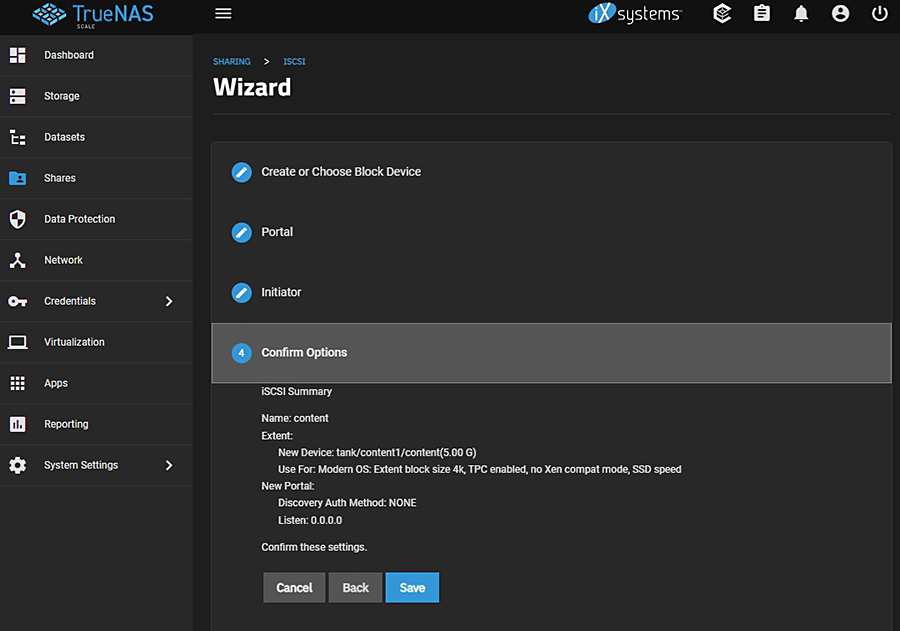 TrueNAS
SCALE
iXsystems
Dashboard
Storage
Datasets
Shares
Data Protection
Network
Credentials
Virtualization
Apps
Reporting
System Settings
SHARING > ISCSI
Wizard
Create or Choose Block Device
Portal
Initiator
4 Confirm Options
iSCSI Summary
Name: content
Extent:
New Device: tank/content1/content(5.00 G)
Use For: Modern OS: Extent block size 4k, TPC enabled, no Xen compat mode, SSD speed
New Portal:
Discovery Auth Method: NONE
Listen: 0.0.0.0
Confirm these settings.
Cancel Back Save